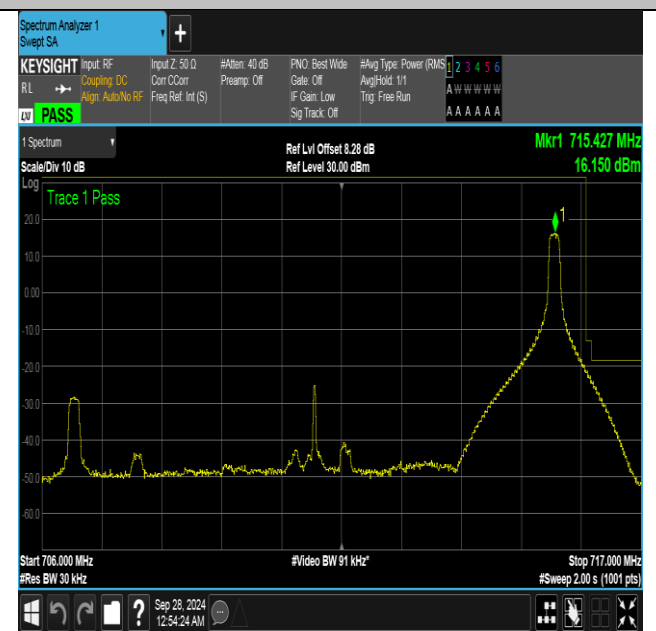 Spectrum Analyzer 1
Swept SA
+
KEYSIGHT
RL
LXI PASS
Input: RF
Coupling: DC
Align: Auto/No RF
Input Z: 50 Ω
Corr CCorr
Freq Ref: Int (S)
#Atten: 40 dB
Preamp: Off
PNO: Best Wide
Gate: Off
IF Gain: Low
Sig Track: Off
#Avg Type: Power (RMS
Avg|Hold: 1/1
Trig: Free Run
1 2 3 4 5 6
A W W W W W
A A A A A A
1 Spectrum
Scale/Div 10 dB
Ref Lvl Offset 8.28 dB
Ref Level 30.00 dBm
Mkr1 715.427 MHz
16.150 dBm
Log
Trace 1 Pass
1
20.0
10.0
0.00
-10.0
-20.0
-30.0
-40.0
-50.0
-60.0
Start 706.000 MHz
#Res BW 30 kHz
#Video BW 91 kHz*
Stop 717.000 MHz
#Sweep 2.00 s (1001 pts)
?
Sep 28, 2024
12:54:24 AM